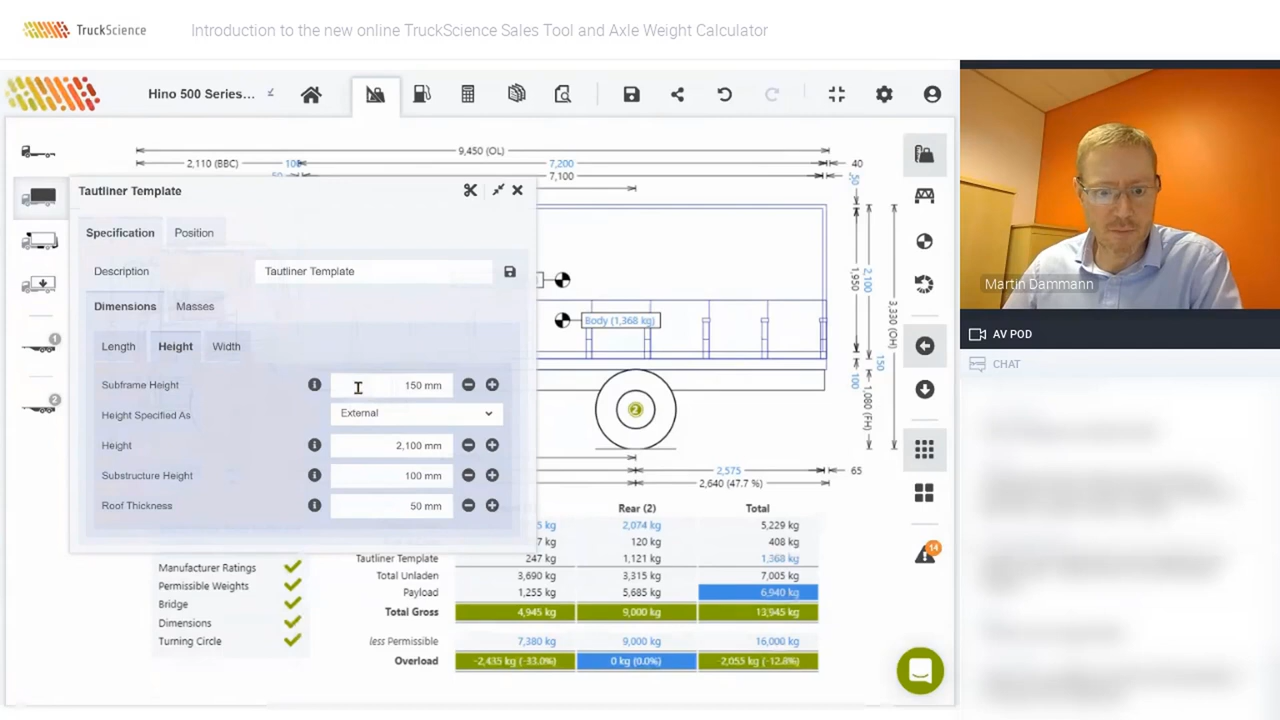 TruckScience
Introduction to the new online TruckScience Sales Tool and Axle Weight Calculator
Hino 500 Series...
9,450 (OL)
2,110 (BBC)
7,200
40
7,100
Tautliner Template
Specification
Position
Description
Tautliner Template
Dimensions
Masses
Length
Height
Width
Subframe Height
150 mm
Height Specified As
External
Height
2,100 mm
Substructure Height
100 mm
Roof Thickness
50 mm
Body (1,368 kg)
50
1,950
2,100
3,330 (OH)
150
100
1,080 (FH)
2
2,575
65
2,640 (47.7 %)
1
2
14
Rear (2)
Total
5 kg
2,074 kg
5,229 kg
7 kg
120 kg
408 kg
Tautliner Template
247 kg
1,121 kg
1,368 kg
Total Unladen
3,690 kg
3,315 kg
7,005 kg
Payload
1,255 kg
5,685 kg
6,940 kg
Total Gross
4,945 kg
9,000 kg
13,945 kg
less Permissible
7,380 kg
9,000 kg
16,000 kg
Overload
-2,435 kg (-33.0%)
0 kg (0.0%)
-2,055 kg (-12.8%)
Manufacturer Ratings
Permissible Weights
Bridge
Dimensions
Turning Circle
Martin Dammann
AV POD
CHAT